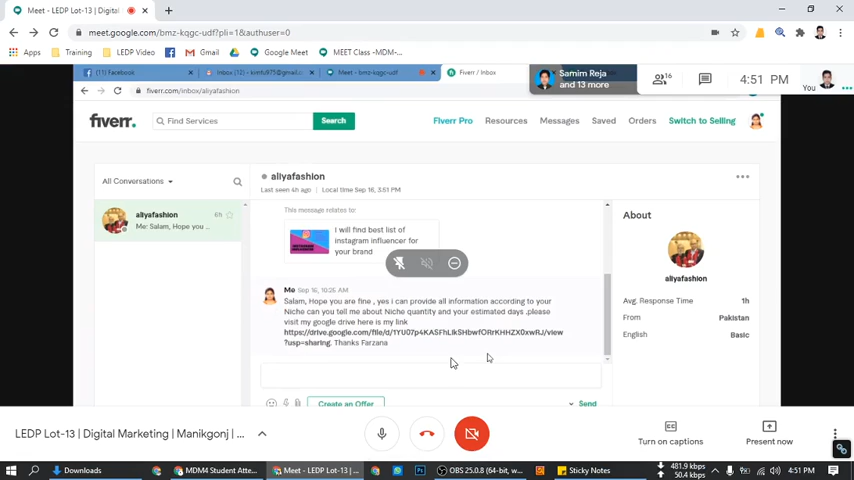 Meet - LEDP Lot-13 | Digital
meet.google.com/bmz-kqgc-udf?pli=1&authuser=0
Apps
Training
LEDP Video
Gmail
Google Meet
MEET Class -MDM-...
(11) Facebook
Meet - bmz-kqgc-udf
Fiverr / Inbox
Samim Reja
and 13 more
16
4:51 PM
You
fiverr.com/inbox/aliyafashion
fiverr.
Find Services
Search
Fiverr Pro
Resources
Messages
Saved
Orders
Switch to Selling
All Conversations
aliyafashion
Last seen 4h ago | Local time Sep 16, 3:51 PM
aliyafashion
6h
Me: Salam, Hope you ...
This message relates to:
I will find best list of
instagram influencer for
your brand
Me Sep 16, 10:25 AM
Salam, Hope you are fine , yes i can provide all information according to your
Niche can you tell me about Niche quantity and your estimated days .please
visit my google drive here is my link
?usp=sharing. Thanks Farzana
Create an Offer
Send
About
aliyafashion
Avg. Response Time
1h
From
Pakistan
English
Basic
LEDP Lot-13 | Digital Marketing | Manikgonj | ...
Turn on captions
Present now
Downloads
MDM4 Student Atte...
Meet - LEDP Lot-13 | ...
OBS 25.0.8 (64-bit, w...
Sticky Notes
481.9 kbps
50.4 kbps
4:51 PM